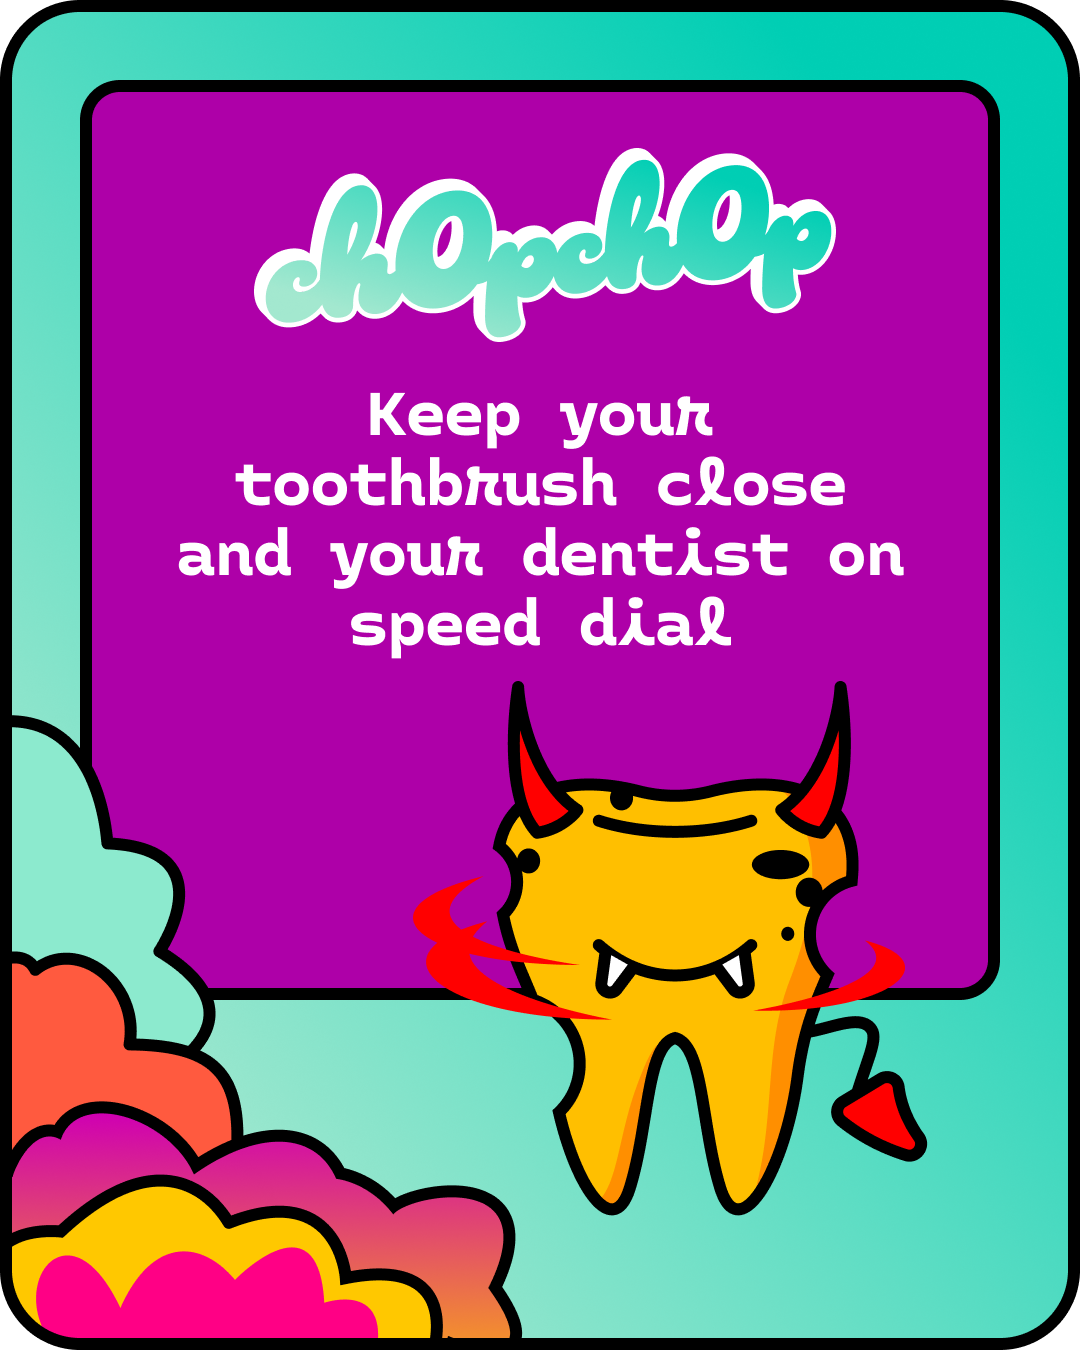 chOpchOp
Keep your
toothbrush close
and your dentist on
speed dial